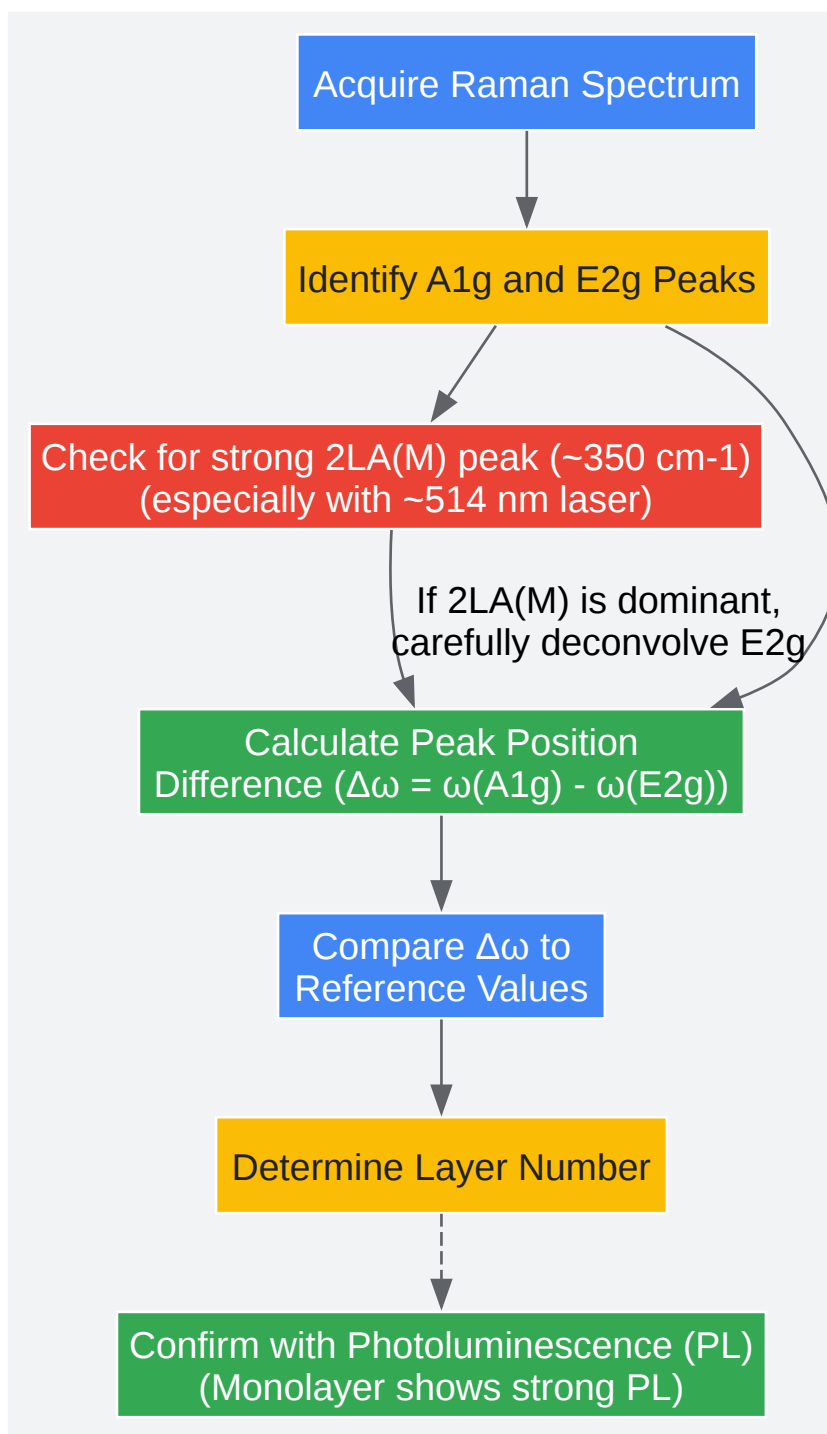 Acquire Raman Spectrum
Identify A1g and E2g Peaks
Check for strong 2LA(M) peak (~350 cm-1)
(especially with ~514 nm laser)
If 2LA(M) is dominant,
carefully deconvolve E2g
Calculate Peak Position
Difference (Δω = ω(A1g) - ω(E2g))
Compare Δω to
Reference Values
Determine Layer Number
Confirm with Photoluminescence (PL)
(Monolayer shows strong PL)